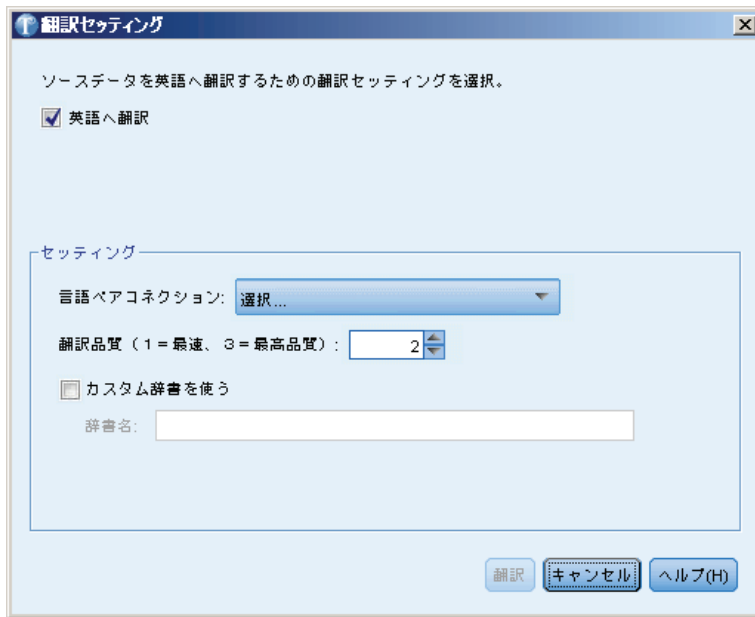 翻訳セッティング
ソースデータを英語へ翻訳するための翻訳セッティングを選択。
英語へ翻訳
セッティング
言語ペアコネクション: 選択...
翻訳品質（１＝最速、３＝最高品質）: 2
カスタム辞書を使う
辞書名:
翻訳 キャンセル ヘルプ(H)